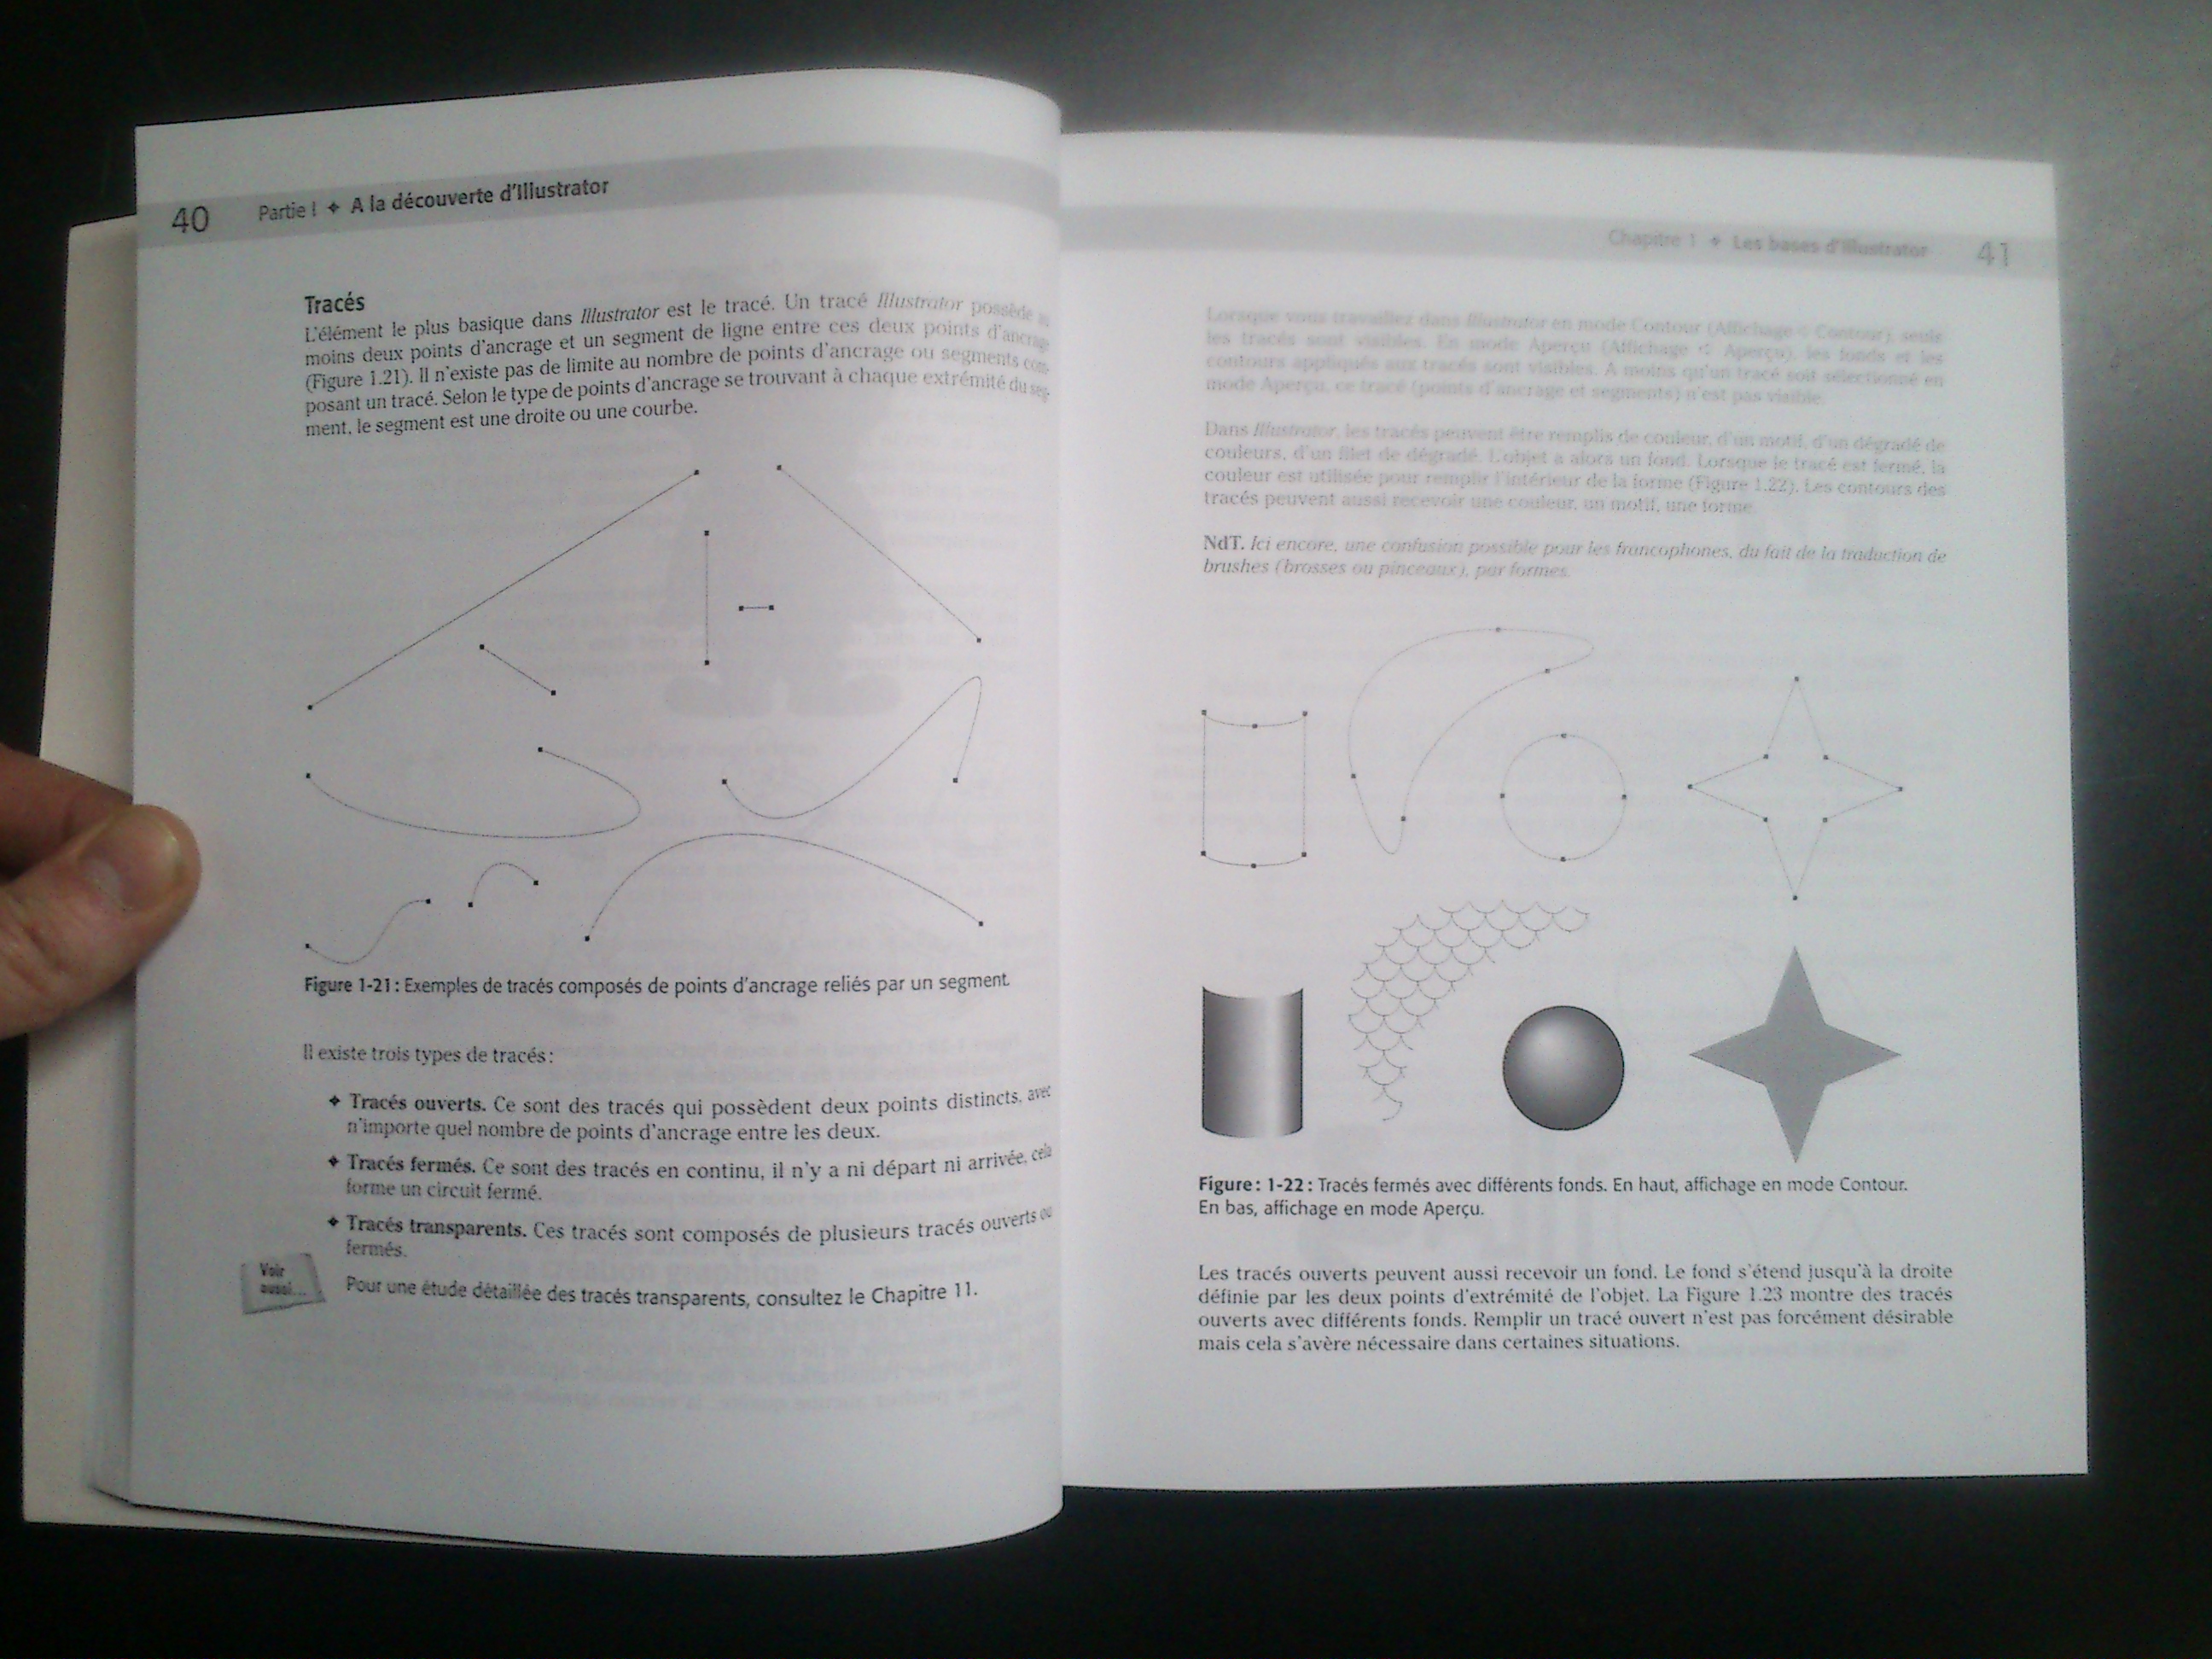 40 Partie I ✦ A la découverte d'Illustrator
Tracés
L'élément le plus basique dans Illustrator est le tracé. Un tracé Illustrator possède
moins deux points d'ancrage et un segment de ligne entre ces deux points d'ancrage
(Figure 1.21). Il n'existe pas de limite au nombre de points d'ancrage ou segments com-
posant un tracé. Selon le type de points d'ancrage se trouvant à chaque extrémité du seg-
ment, le segment est une droite ou une courbe.
Figure 1-21 : Exemples de tracés composés de points d'ancrage reliés par un segment.
Il existe trois types de tracés :
✦ Tracés ouverts. Ce sont des tracés qui possèdent deux points distincts, avec
n'importe quel nombre de points d'ancrage entre les deux.
✦ Tracés fermés. Ce sont des tracés en continu, il n'y a ni départ ni arrivée, cela
forme un circuit fermé.
✦ Tracés transparents. Ces tracés sont composés de plusieurs tracés ouverts ou
fermés.
Voir
aussi...
Pour une étude détaillée des tracés transparents, consultez le Chapitre 11.
Chapitre 1 ✦ Les bases d'Illustrator 41
Lorsque vous travaillez dans Illustrator en mode Contour (Affichage Contour), seuls
les tracés sont visibles. En mode Aperçu (Affichage Aperçu), les fonds et les
contours appliqués aux tracés sont visibles. A moins qu'un tracé soit sélectionné en
mode Aperçu, ce tracé (points d'ancrage et segments) n'est pas visible.
Dans Illustrator les tracés peuvent être remplis de couleur, d'un motif, d'un dégradé de
couleurs, d'un filet de dégradé. L'objet a alors un fond. Lorsque le tracé est fermé, la
couleur est utilisée pour remplir l'intérieur de la forme (Figure 1.22). Les contours des
tracés peuvent aussi recevoir une couleur, un motif, une forme.
NdT. Ici encore, une confusion possible pour les francophones, du fait de la traduction de
brushes (brosses ou pinceaux), par formes.
Figure : 1-22 : Tracés fermés avec différents fonds. En haut, affichage en mode Contour.
En bas, affichage en mode Aperçu.
Les tracés ouverts peuvent aussi recevoir un fond. Le fond s'étend jusqu'à la droite
définie par les deux points d'extrémité de l'objet. La Figure 1.23 montre des tracés
ouverts avec différents fonds. Remplir un tracé ouvert n'est pas forcément désirable
mais cela s'avère nécessaire dans certaines situations.